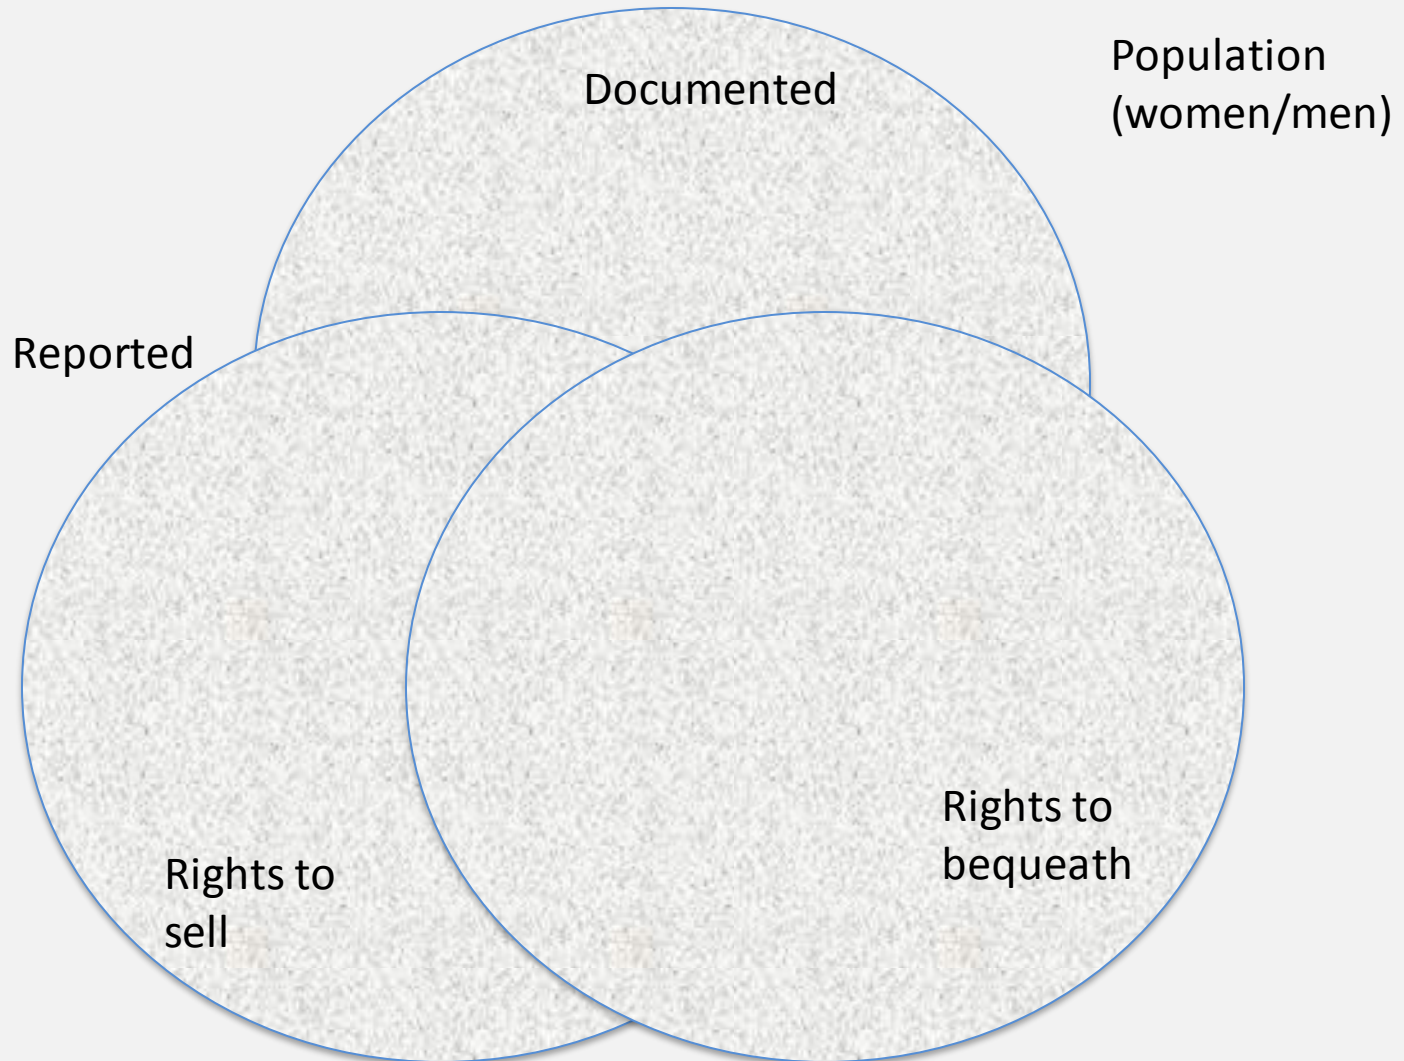 Documented
Population
(women/men)
Reported
Rights to
bequeath
Rights to
sell